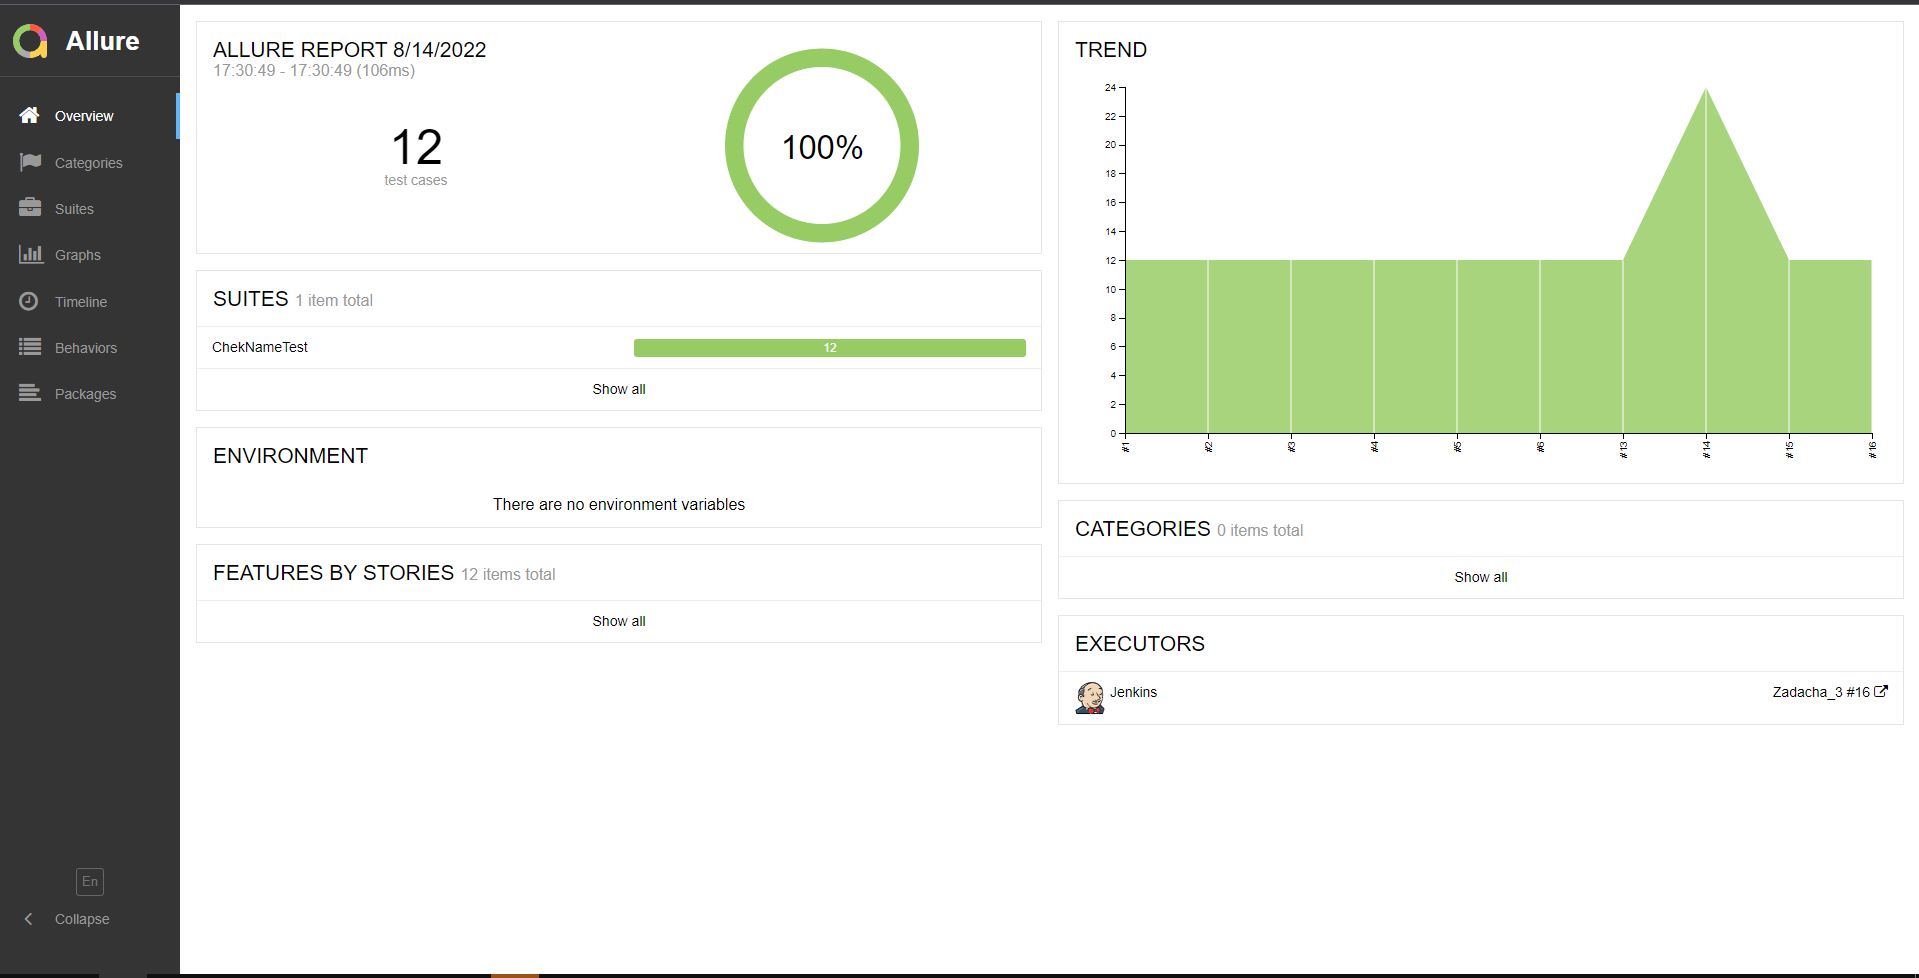 Allure
Overview
Categories
Suites
Graphs
Timeline
Behaviors
Packages
En
Collapse
ALLURE REPORT 8/14/2022
17:30:49 - 17:30:49 (106ms)
12
test cases
100%
SUITES 1 item total
ChekNameTest 12
Show all
ENVIRONMENT
There are no environment variables
FEATURES BY STORIES 12 items total
Show all
TREND
24
22
20
18
16
14
12
10
8
6
4
2
0
#1 #2 #3 #4 #5 #6 #13 #14 #15 #16
CATEGORIES 0 items total
Show all
EXECUTORS
Jenkins Zadacha_3 #16